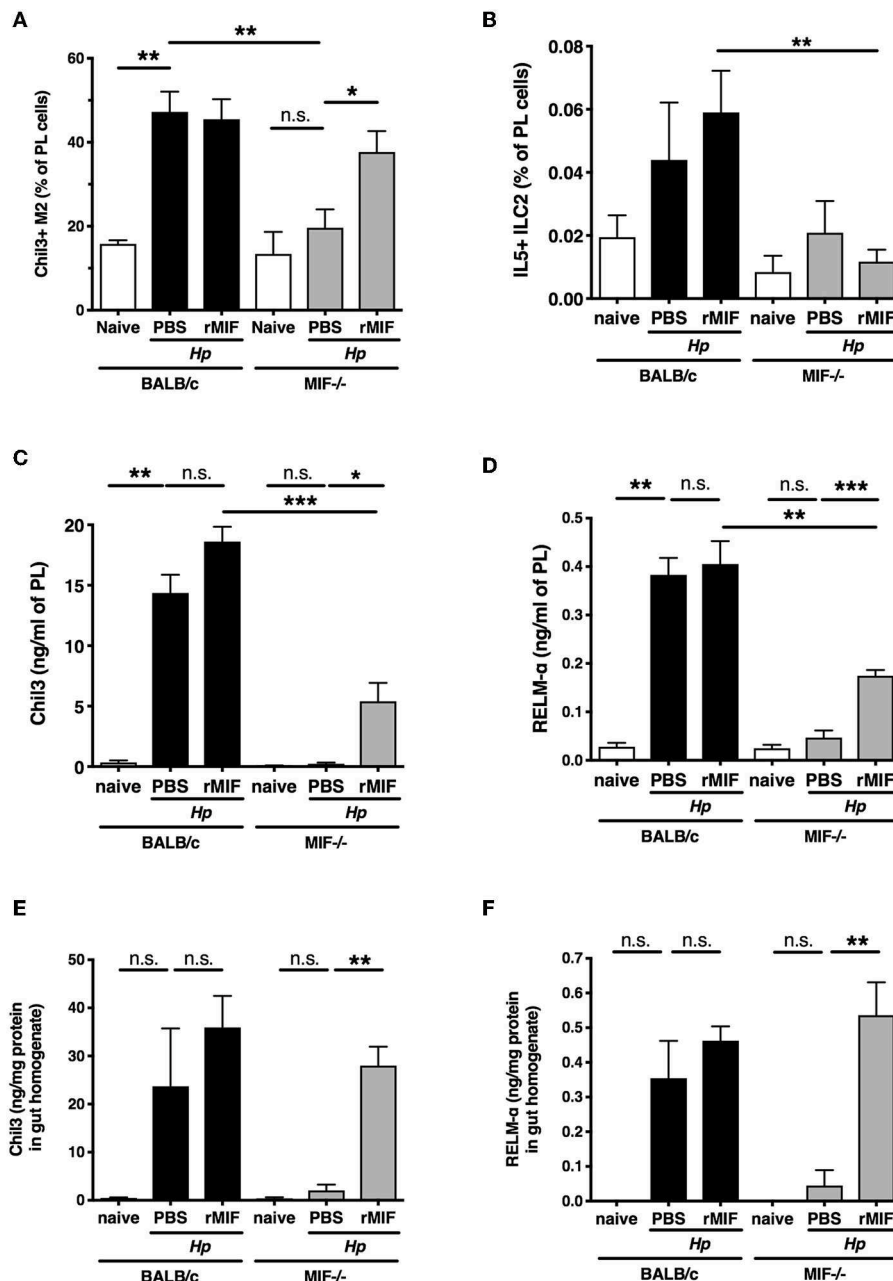 A
**
**
*
n.s.
Chil3+ M2 (% of PL cells)
60
40
20
0
Naive PBS rMIF Naive PBS rMIF
Hp Hp
BALB/c MIF-/-
B
**
IL5+ ILC2 (% of PL cells)
0.08
0.06
0.04
0.02
0.00
naive PBS rMIF naive PBS rMIF
Hp Hp
BALB/c MIF-/-
C
** n.s. n.s. *
***
Chil3 (ng/ml of PL)
20
15
10
5
0
naive PBS rMIF naive PBS rMIF
Hp Hp
BALB/c MIF-/-
D
** n.s. n.s. ***
**
RELM-α (ng/ml of PL)
0.5
0.4
0.3
0.2
0.1
0.0
naive PBS rMIF naive PBS rMIF
Hp Hp
BALB/c MIF-/-
E
n.s. n.s. n.s. **
Chil3 (ng/mg protein
in gut homogenate)
50
40
30
20
10
0
naive PBS rMIF naive PBS rMIF
Hp Hp
BALB/c MIF-/-
F
n.s. n.s. n.s. **
RELM-α (ng/mg protein
in gut homogenate)
0.7
0.6
0.5
0.4
0.3
0.2
0.1
0.0
naive PBS rMIF naive PBS rMIF
Hp Hp
BALB/c MIF-/-